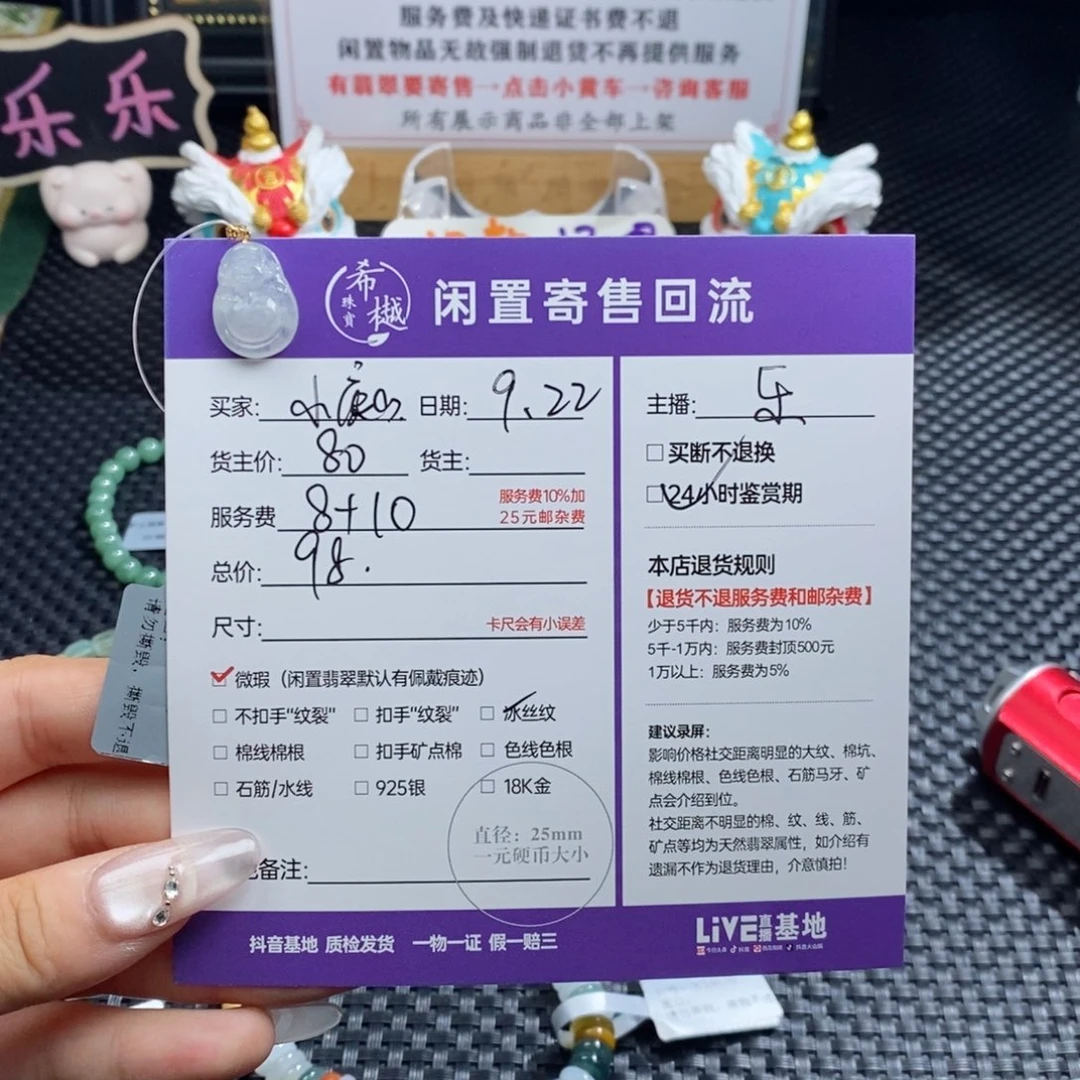 服务费及快递证书费不退
闲置物品无故强制退货不再提供服务
有翡翠要寄售→点击小黄车→咨询客服
所有展示商品非全部上架
乐乐
希樾
珠寶
闲置寄售回流
买家: 日期: 9.22
货主价: 80 货主:
服务费 8+10
服务费10%加
25元邮杂费
总价: 98.
尺寸: 卡尺会有小误差
微瑕（闲置翡翠默认有佩戴痕迹）
不扣手“纹裂” 扣手“纹裂” 冰丝纹
棉线棉根 扣手矿点棉 色线色根
石筋/水线 925银 18K金
直径：25mm
一元硬币大小
备注:
主播: 乐
买断不退换
24小时鉴赏期
本店退货规则
【退货不退服务费和邮杂费】
少于5千内：服务费为10%
5千-1万内：服务费封顶500元
1万以上：服务费为5%
建议录屏：
影响价格社交距离明显的大纹、棉坑、
棉线棉根、色线色根、石筋马牙、矿
点会介绍到位。
社交距离不明显的棉、纹、线、筋、
矿点等均为天然翡翠属性，如介绍有
遗漏不作为退货理由，介意慎拍！
抖音基地 质检发货 一物一证 假一赔三
LiVE直播基地
请勿撕毁，撕毁不退